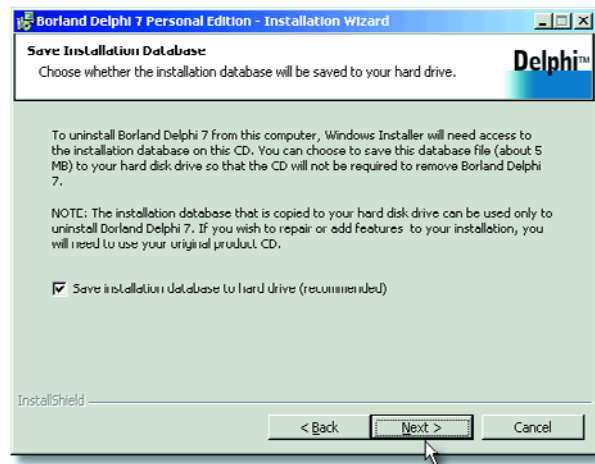 Borland Delphi 7 Personal Edition - Installation Wizard
Save Installation Database
Choose whether the installation database will be saved to your hard drive.
Delphi™
To uninstall Borland Delphi 7 from this computer, Windows Installer will need access to
the installation database on this CD. You can choose to save this database file (about 5
MB) to your hard disk drive so that the CD will not be required to remove Borland Delphi
7.
NOTE: The installation database that is copied to your hard disk drive can be used only to
uninstall Borland Delphi 7. If you wish to repair or add features to your installation, you
will need to use your original product CD.
Save installation database to hard drive (recommended)
InstallShield
< Back
Next >
Cancel